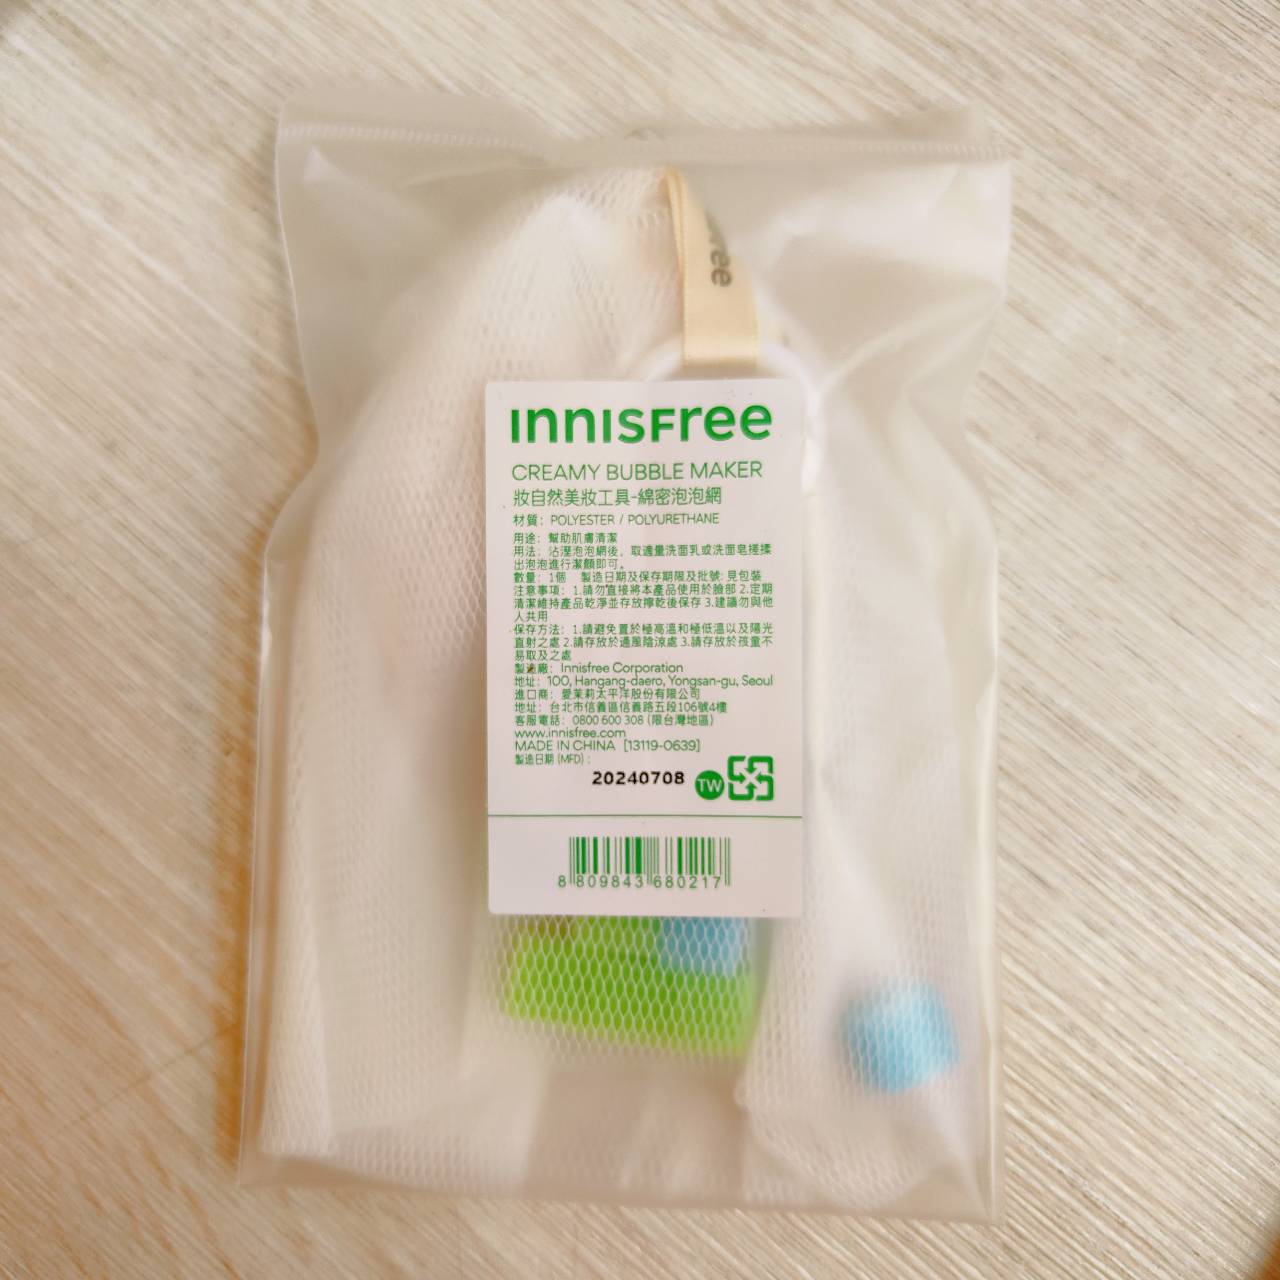 free
innisfree
CREAMY BUBBLE MAKER
妝自然美妝工具-綿密泡泡網
材質：POLYESTER / POLYURETHANE
用途：幫助肌膚清潔
用法：沾溼泡泡網後，取適量洗面乳或洗面皂搓揉
出泡泡進行潔顏即可。
數量：1個　製造日期及保存期限及批號：見包裝
注意事項：1.請勿直接將本產品使用於臉部 2.定期
清潔維持產品乾淨並存放擰乾後保存 3.建議勿與他
人共用
保存方法：1.請避免置於極高溫和極低溫以及陽光
直射之處 2.請存放於通風陰涼處 3.請存放於孩童不
易取及之處
製造廠：Innisfree Corporation
地址：100, Hangang-daero, Yongsan-gu, Seoul
進口商：愛茉莉太平洋股份有限公司
地址：台北市信義區信義路五段106號4樓
客服電話：0800 600 308 (限台灣地區)
www.innisfree.com
MADE IN CHINA [13119-0639]
製造日期 (MFD)：
20240708 TW
8 809843 680217